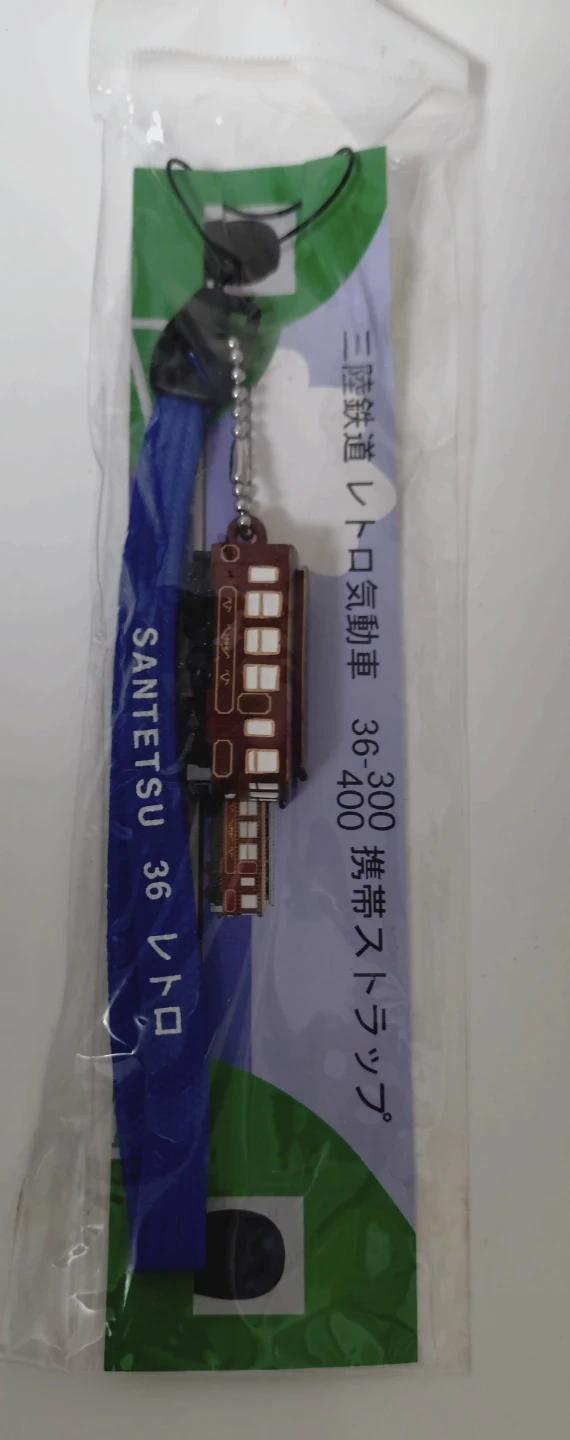 三陸鉄道 レトロ気動車 36-300
400 携帯ストラップ
SANTETSU 36 レトロ